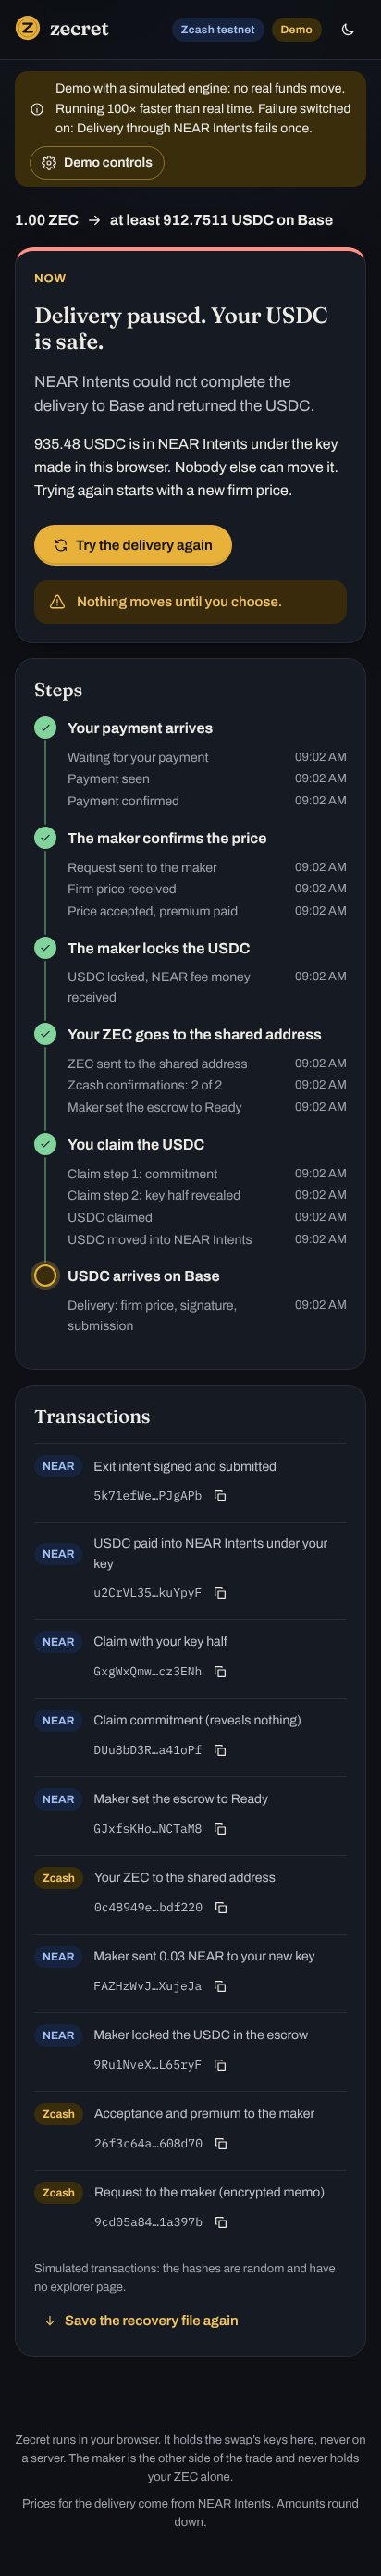 zecret
Zcash testnet
Demo
Demo with a simulated engine: no real funds move.
Running 100× faster than real time. Failure switched
on: Delivery through NEAR Intents fails once.
Demo controls
1.00 ZEC → at least 912.7511 USDC on Base
NOW
Delivery paused. Your USDC
is safe.
NEAR Intents could not complete the
delivery to Base and returned the USDC.
935.48 USDC is in NEAR Intents under the key
made in this browser. Nobody else can move it.
Trying again starts with a new firm price.
Try the delivery again
Nothing moves until you choose.
Steps
Your payment arrives
Waiting for your payment 09:02 AM
Payment seen 09:02 AM
Payment confirmed 09:02 AM
The maker confirms the price
Request sent to the maker 09:02 AM
Firm price received 09:02 AM
Price accepted, premium paid 09:02 AM
The maker locks the USDC
USDC locked, NEAR fee money 09:02 AM
received
Your ZEC goes to the shared address
ZEC sent to the shared address 09:02 AM
Zcash confirmations: 2 of 2 09:02 AM
Maker set the escrow to Ready 09:02 AM
You claim the USDC
Claim step 1: commitment 09:02 AM
Claim step 2: key half revealed 09:02 AM
USDC claimed 09:02 AM
USDC moved into NEAR Intents 09:02 AM
USDC arrives on Base
Delivery: firm price, signature, 09:02 AM
submission
Transactions
NEAR Exit intent signed and submitted
5k71efWe…PJgAPb
NEAR USDC paid into NEAR Intents under your
key
u2CrVL35…kuYpyF
NEAR Claim with your key half
GxgWxQmw…cz3ENh
NEAR Claim commitment (reveals nothing)
DUu8bD3R…a41oPf
NEAR Maker set the escrow to Ready
GJxfsKHo…NCTaM8
Zcash Your ZEC to the shared address
0c48949e…bdf220
NEAR Maker sent 0.03 NEAR to your new key
FAZHzWvJ…XujeJa
NEAR Maker locked the USDC in the escrow
9Ru1NveX…L65ryF
Zcash Acceptance and premium to the maker
26f3c64a…608d70
Zcash Request to the maker (encrypted memo)
9cd05a84…1a397b
Simulated transactions: the hashes are random and have
no explorer page.
Save the recovery file again
Zecret runs in your browser. It holds the swap's keys here, never on
a server. The maker is the other side of the trade and never holds
your ZEC alone.
Prices for the delivery come from NEAR Intents. Amounts round
down.